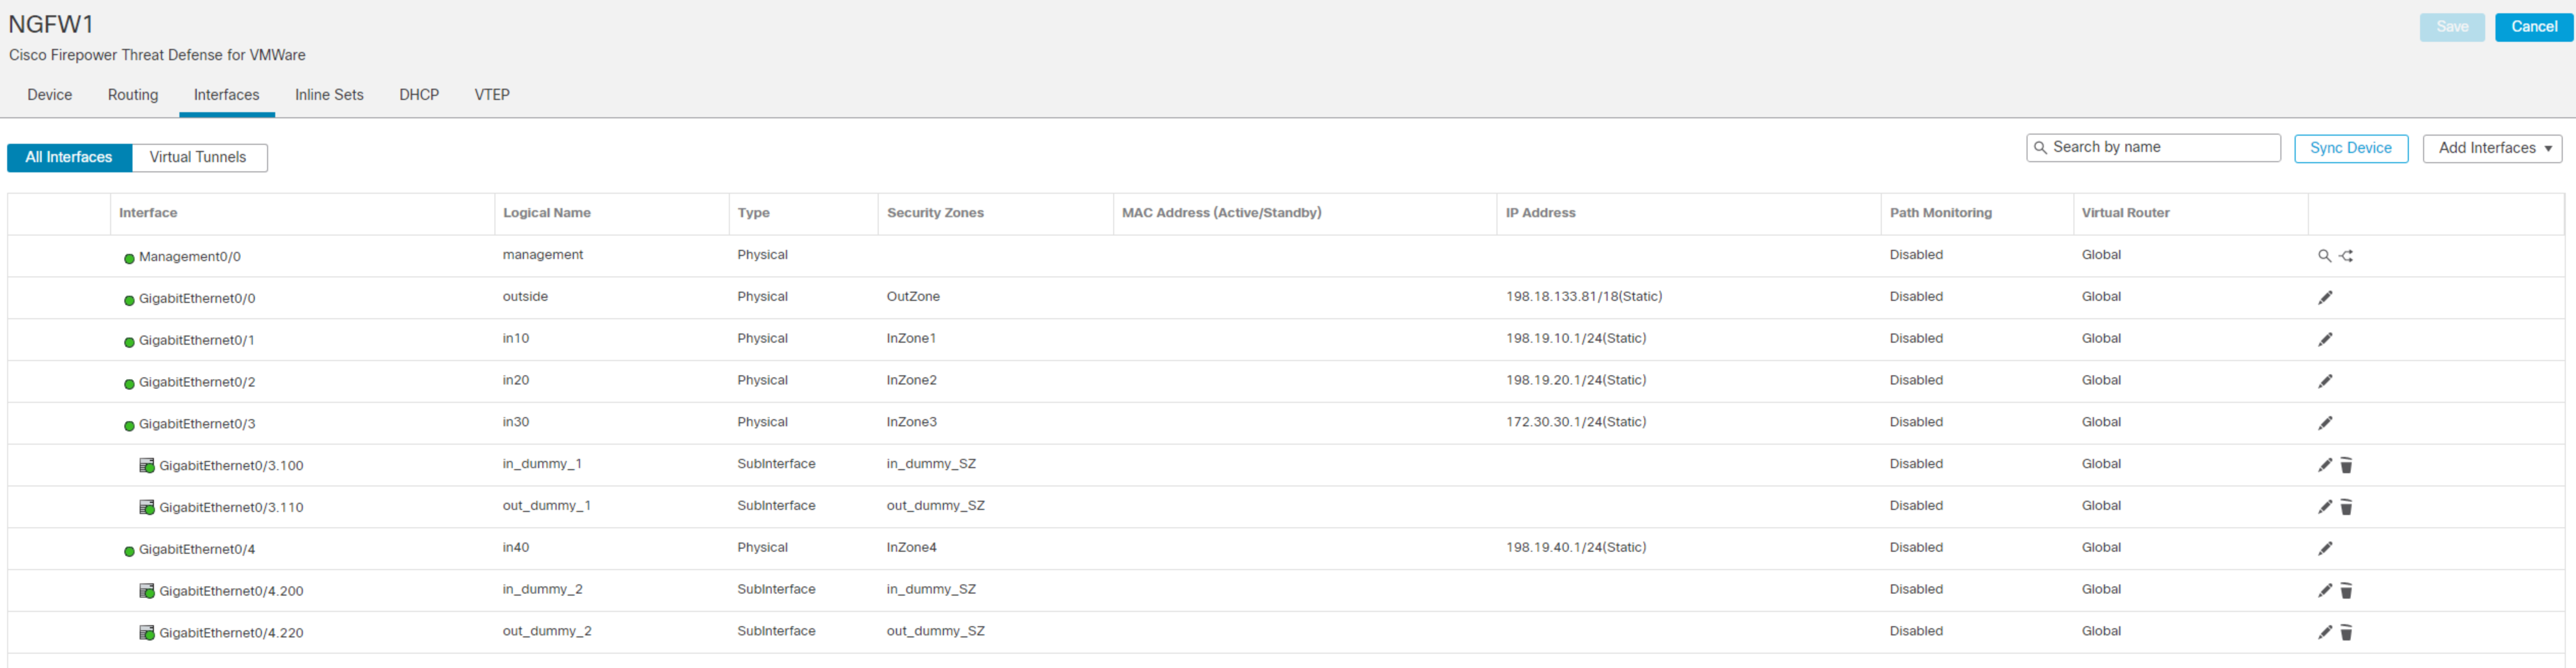 NGFW1
Save Cancel
Cisco Firepower Threat Defense for VMWare
Device Routing Interfaces Inline Sets DHCP VTEP
All Interfaces Virtual Tunnels Search by name Sync Device Add Interfaces
Interface Logical Name Type Security Zones MAC Address (Active/Standby) IP Address Path Monitoring Virtual Router
Management0/0 management Physical Disabled Global
GigabitEthernet0/0 outside Physical OutZone 198.18.133.81/18(Static) Disabled Global
GigabitEthernet0/1 in10 Physical InZone1 198.19.10.1/24(Static) Disabled Global
GigabitEthernet0/2 in20 Physical InZone2 198.19.20.1/24(Static) Disabled Global
GigabitEthernet0/3 in30 Physical InZone3 172.30.30.1/24(Static) Disabled Global
GigabitEthernet0/3.100 in_dummy_1 SubInterface in_dummy_SZ Disabled Global
GigabitEthernet0/3.110 out_dummy_1 SubInterface out_dummy_SZ Disabled Global
GigabitEthernet0/4 in40 Physical InZone4 198.19.40.1/24(Static) Disabled Global
GigabitEthernet0/4.200 in_dummy_2 SubInterface in_dummy_SZ Disabled Global
GigabitEthernet0/4.220 out_dummy_2 SubInterface out_dummy_SZ Disabled Global